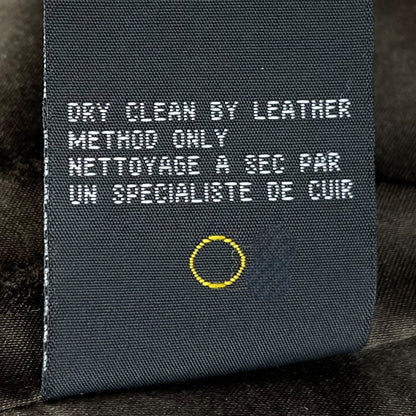 DRY CLEAN BY LEATHER
METHOD ONLY
NETTOYAGE A SEC PAR
UN SPECIALISTE DE CUIR